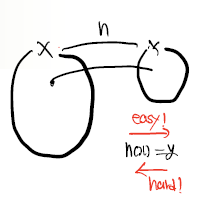 h
X X
easy!
h(x) = y
hard!